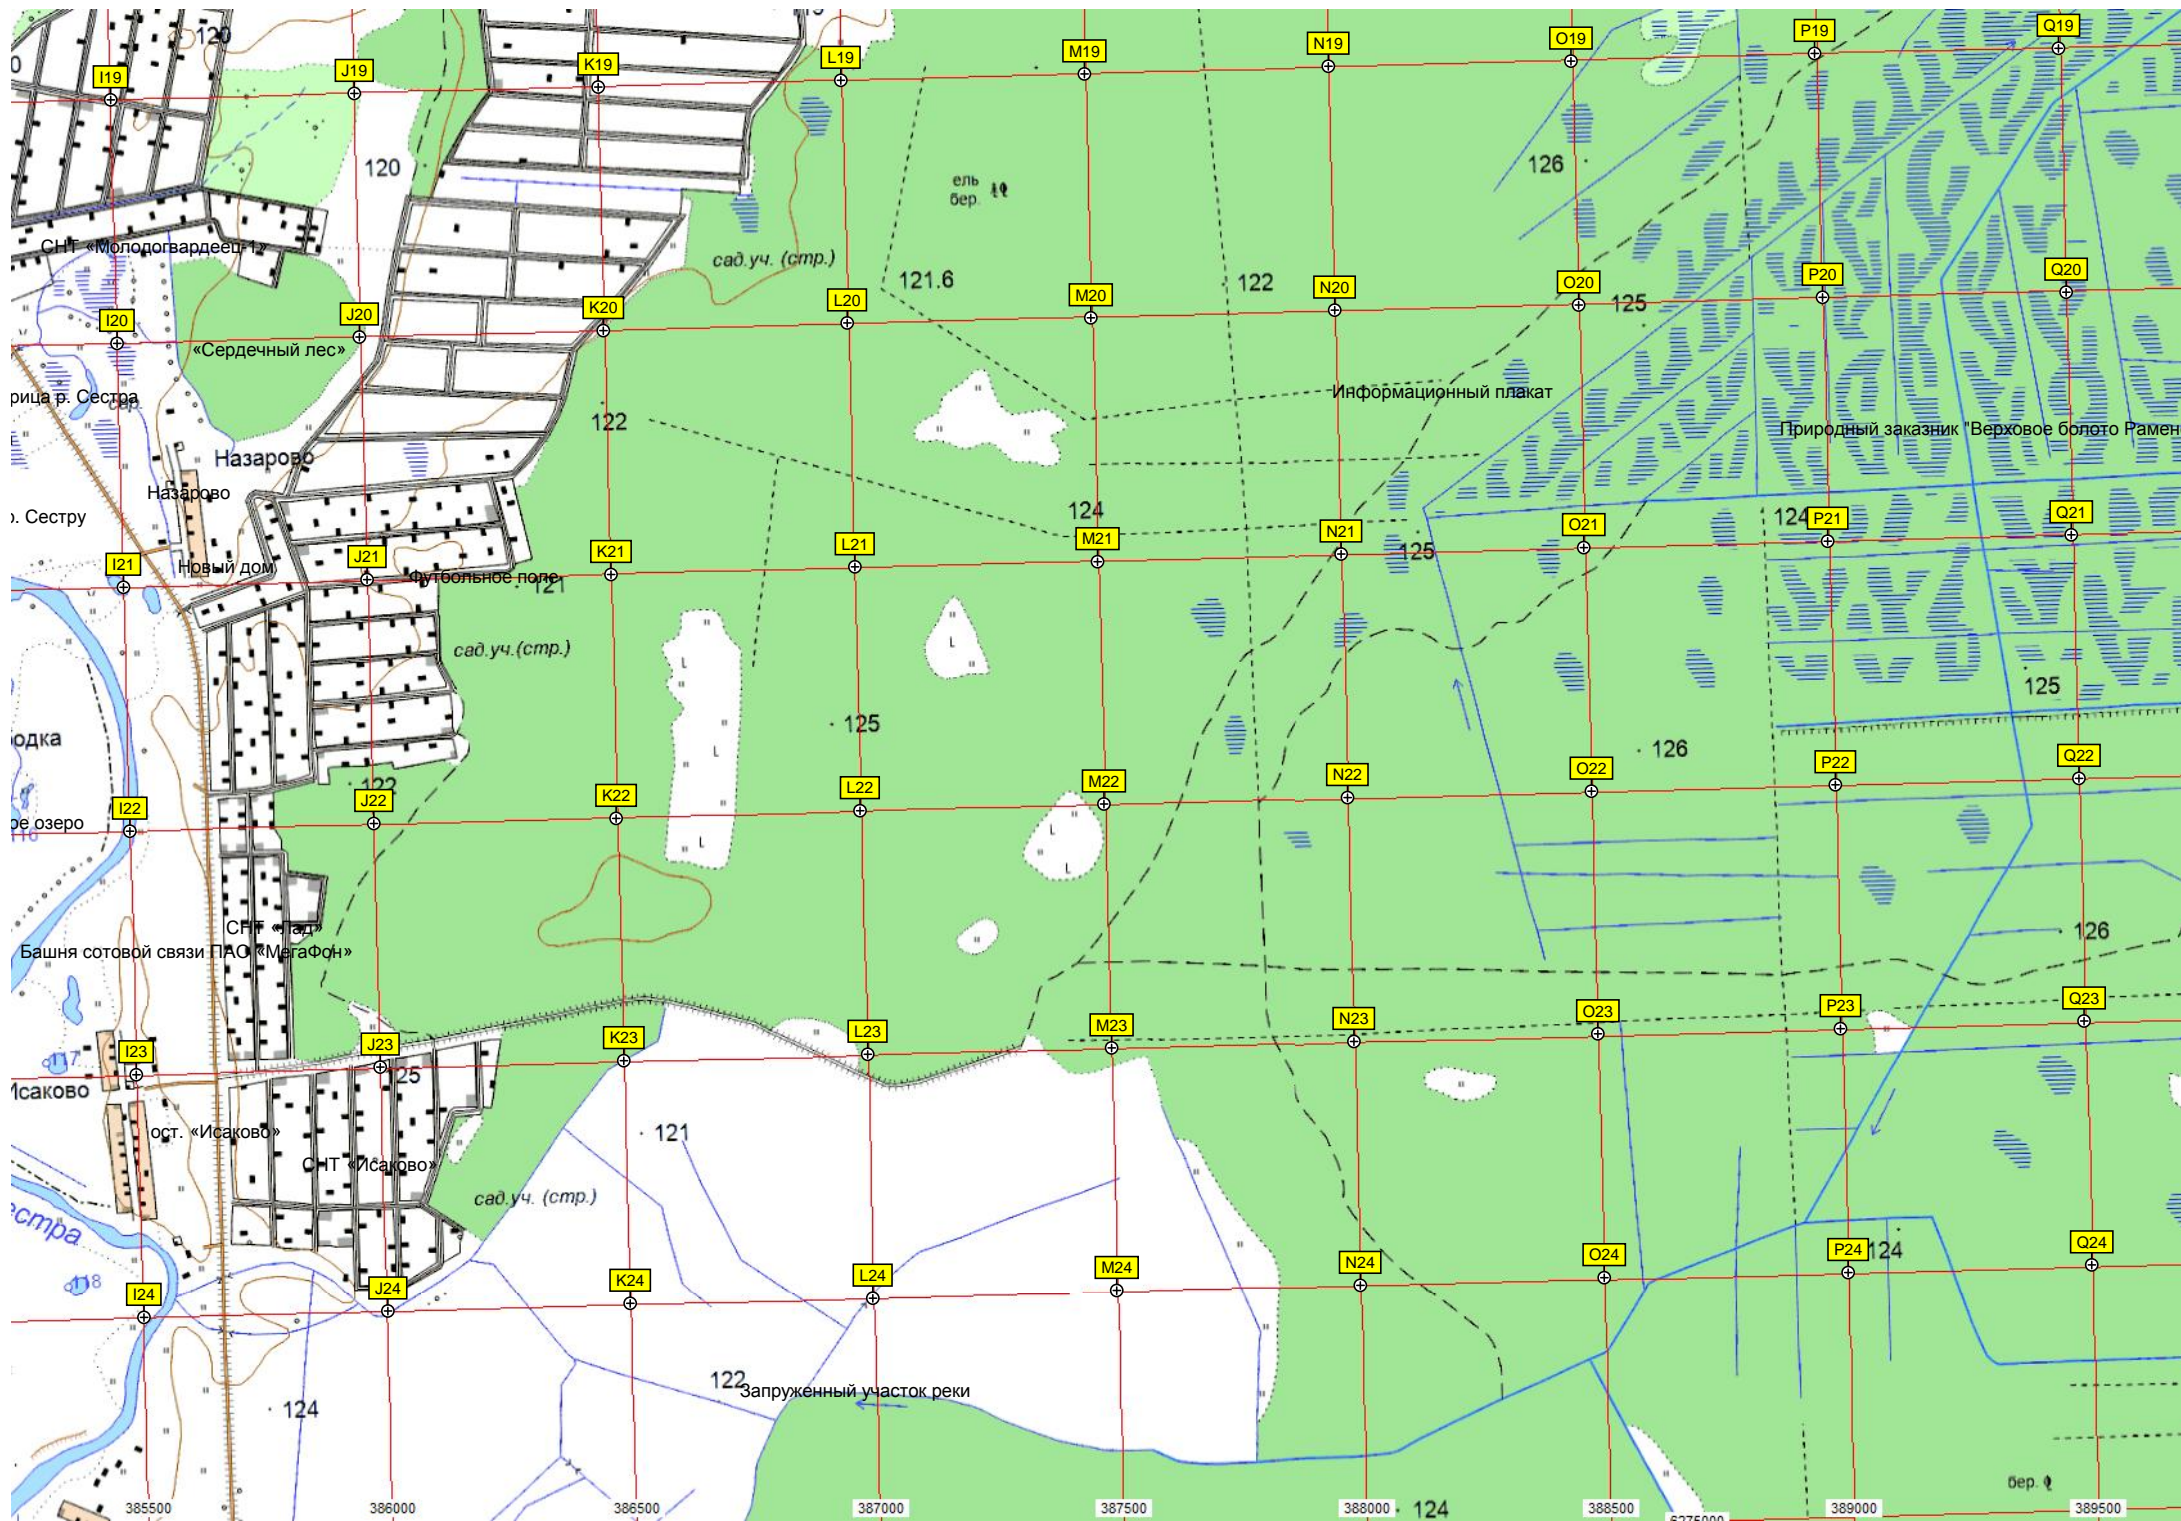 120
I19
J19
K19
L19
M19
N19
O19
P19
Q19
120
ель
бер.
126
СНТ «Молодогвардеец-1»
сад.уч. (стр.)
121.6
122
125
I20
J20
K20
L20
M20
N20
O20
P20
Q20
«Сердечный лес»
рица р. Сестра
сар.
Информационный плакат
122
Природный заказник "Верховое болото Рамен
Назарово
Назарово
124
124
р. Сестру
I21
J21
K21
L21
M21
N21
O21
P21
Q21
125
Новый дом
Футбольное поле
121
сад.уч.(стр.)
125
125
126
одка
122
I22
J22
K22
L22
M22
N22
O22
P22
Q22
ое озеро
116
СНТ «Лад»
Башня сотовой связи ПАО «МегаФон»
126
I23
J23
K23
L23
M23
N23
O23
P23
Q23
117
25
Исаково
ост. «Исаково»
121
СНТ «Исаково»
сад.уч. (стр.)
естра
118
124
I24
J24
K24
L24
M24
N24
O24
P24
Q24
122
Запруженный участок реки
124
бер.
385500
386000
386500
387000
387500
388000
124
388500
389000
389500
6275000